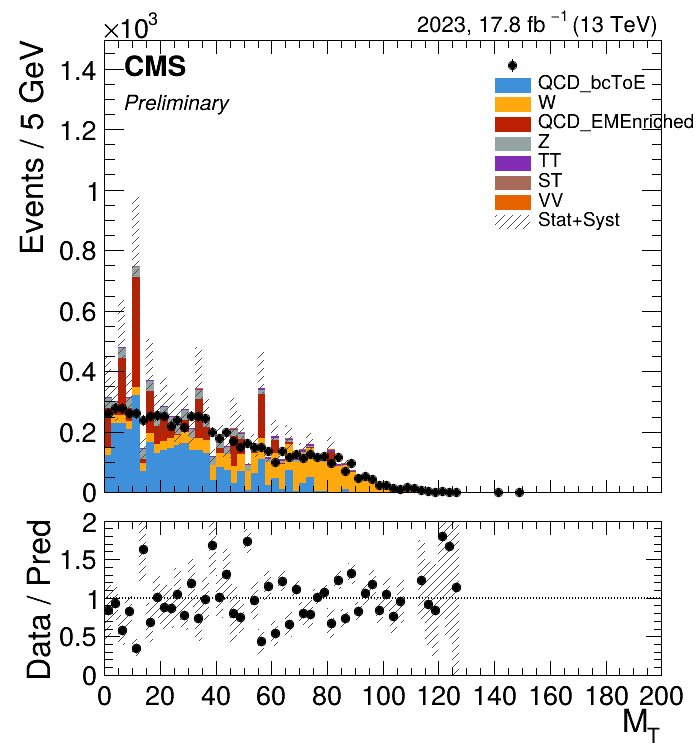 ×10³
2023, 17.8 fb⁻¹ (13 TeV)
CMS
Preliminary
Events / 5 GeV
1.4
1.2
1
0.8
0.6
0.4
0.2
0
QCD_bcToE
W
QCD_EMEnriched
Z
TT
ST
VV
Stat+Syst
Data / Pred
2
1.5
1
0.5
0
0 20 40 60 80 100 120 140 160 180 200
M_T